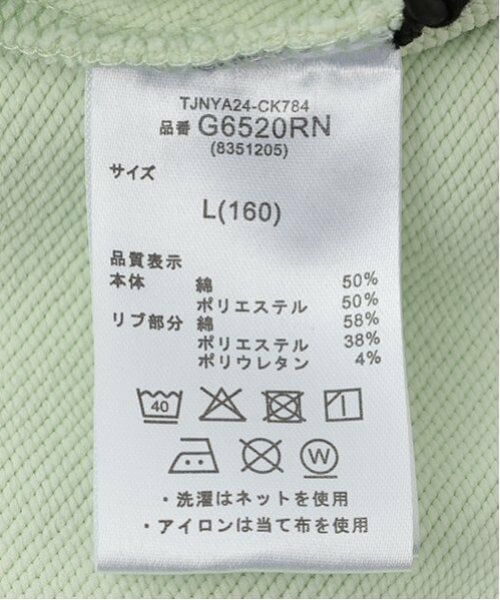 TJNYA24-CK784
品番 G6520RN
(8351205)
サイズ
L(160)
品質表示
本体 綿 50%
ポリエステル 50%
リブ部分 綿 58%
ポリエステル 38%
ポリウレタン 4%
40
W
・洗濯はネットを使用
・アイロンは当て布を使用